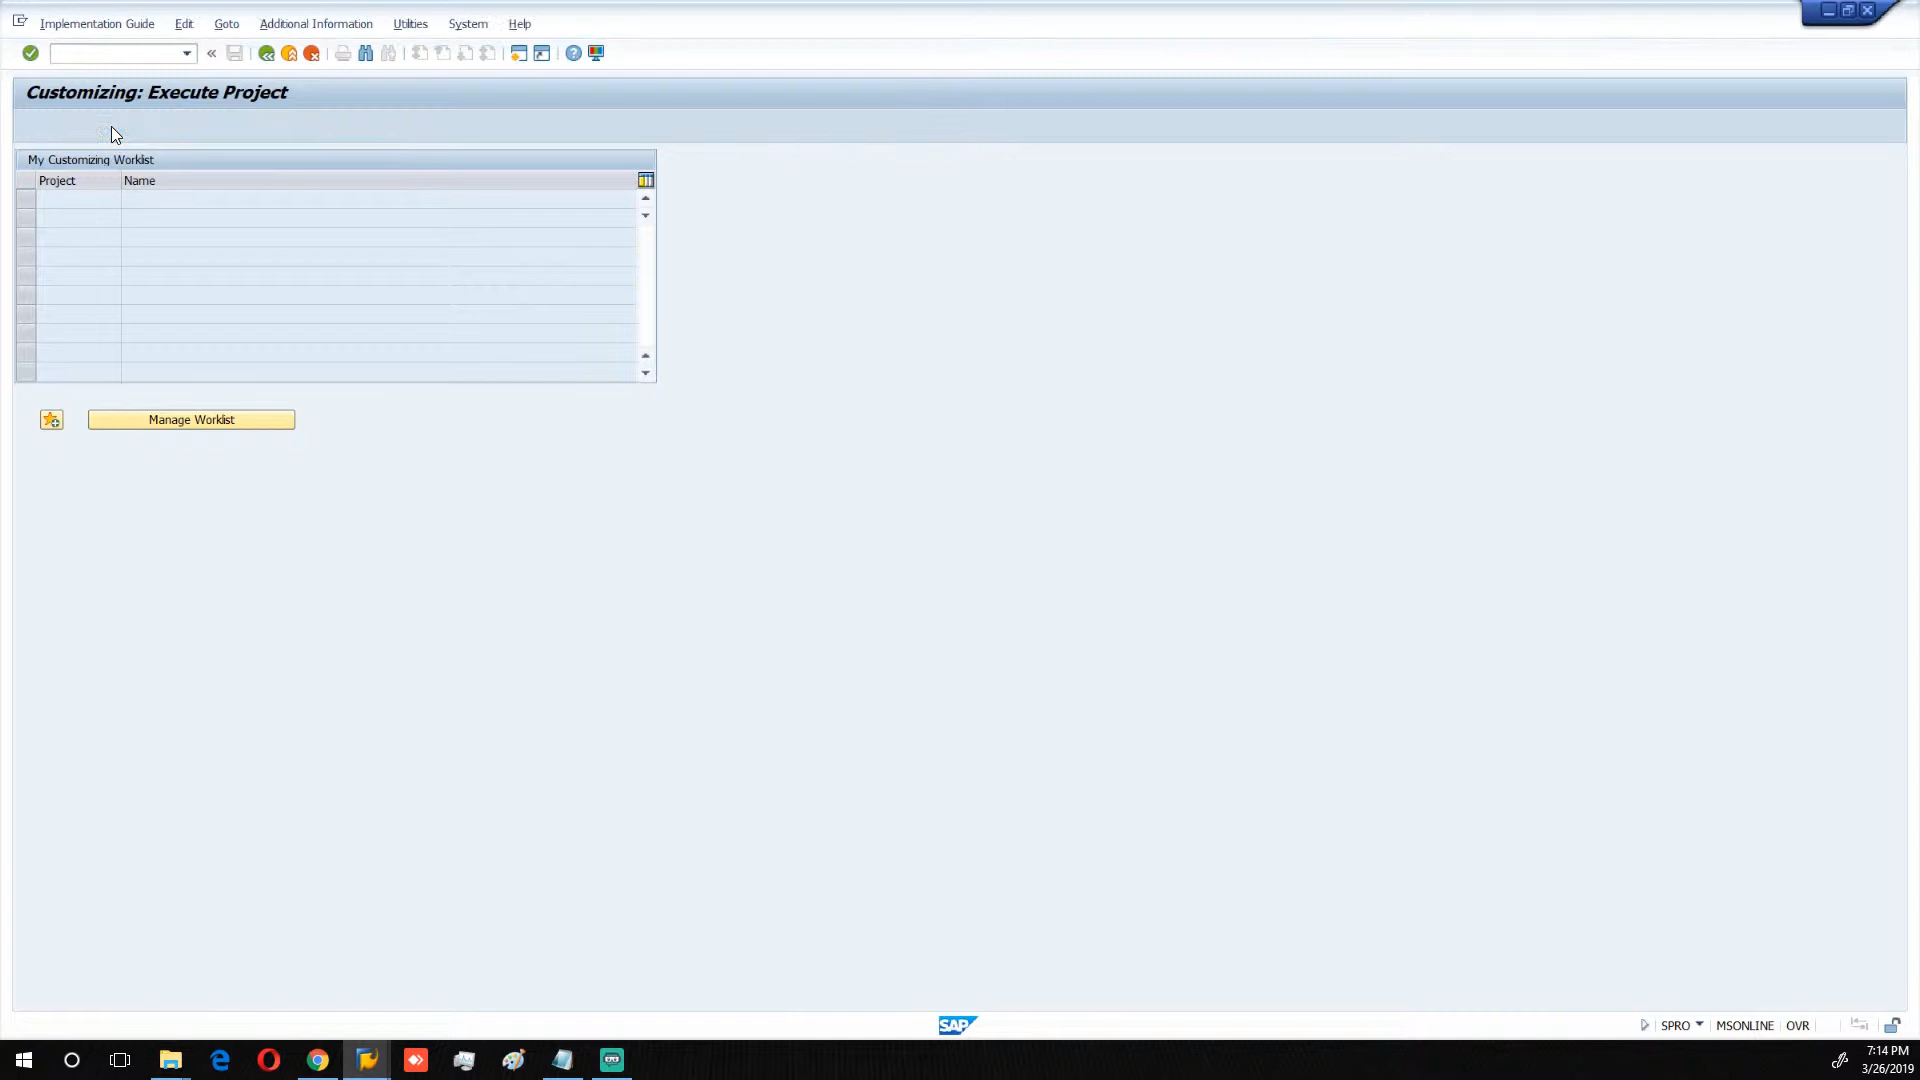 Implementation Guide Edit Goto Additional Information Utilities System Help
Customizing: Execute Project
My Customizing Worklist
Project Name
Manage Worklist
SAP SPRO MSONLINE OVR
7:14 PM
3/26/2019